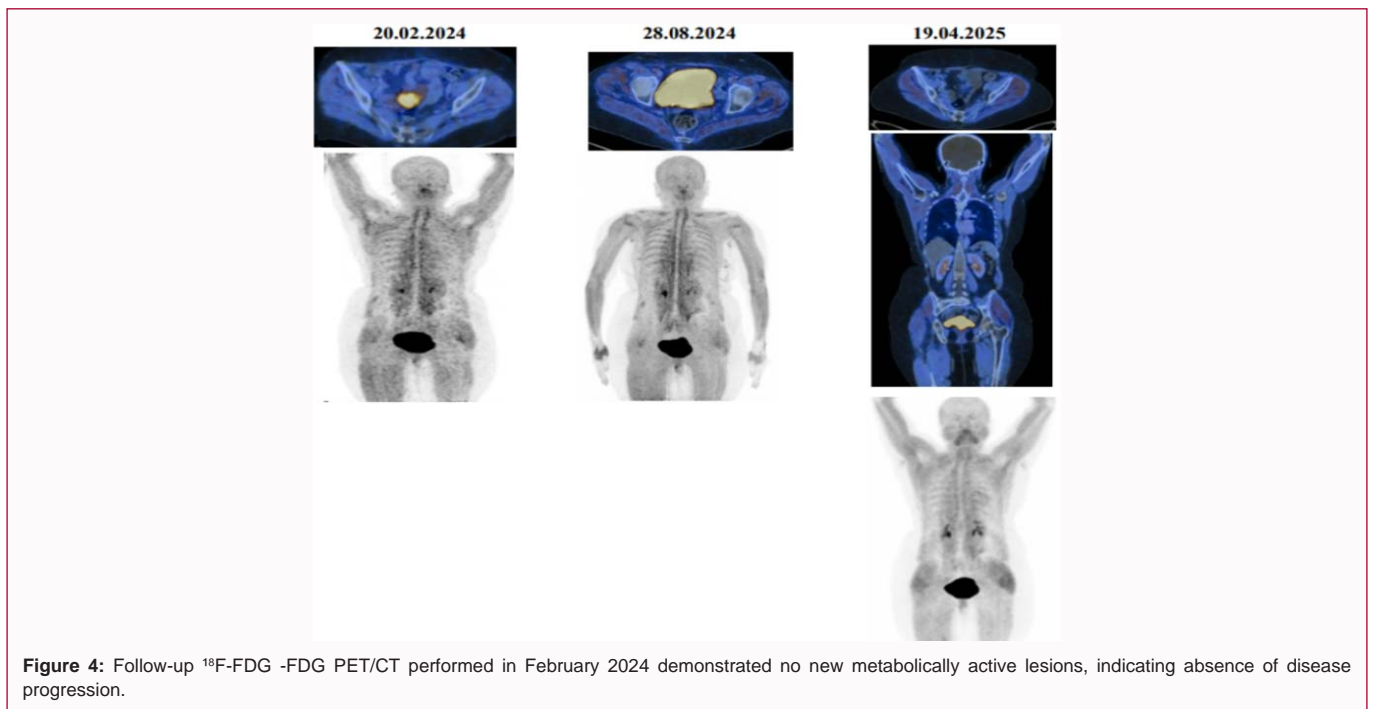 20.02.2024 28.08.2024 19.04.2025
Figure 4: Follow-up ¹⁸F-FDG -FDG PET/CT performed in February 2024 demonstrated no new metabolically active lesions, indicating absence of disease
progression.